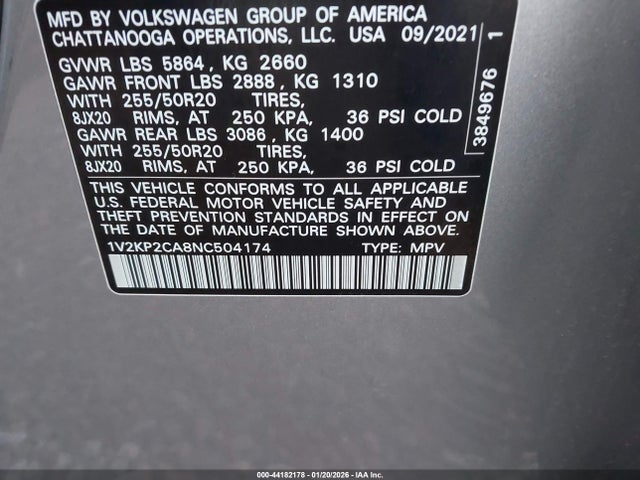 MFD BY VOLKSWAGEN GROUP OF AMERICA
CHATTANOOGA OPERATIONS, LLC. USA 09/2021
GVWR LBS 5864, KG 2660
GAWR FRONT LBS 2888, KG 1310
WITH 255/50R20 TIRES,
8JX20 RIMS, AT 250 KPA, 36 PSI COLD
GAWR REAR LBS 3086, KG 1400
WITH 255/50R20 TIRES,
8JX20 RIMS, AT 250 KPA, 36 PSI COLD
THIS VEHICLE CONFORMS TO ALL APPLICABLE
U.S. FEDERAL MOTOR VEHICLE SAFETY AND
THEFT PREVENTION STANDARDS IN EFFECT ON
THE DATE OF MANUFACTURE SHOWN ABOVE.
1V2KP2CA8NC504174 TYPE: MPV
3849676 1
000-44182178 - 01/20/2026 - IAA Inc.